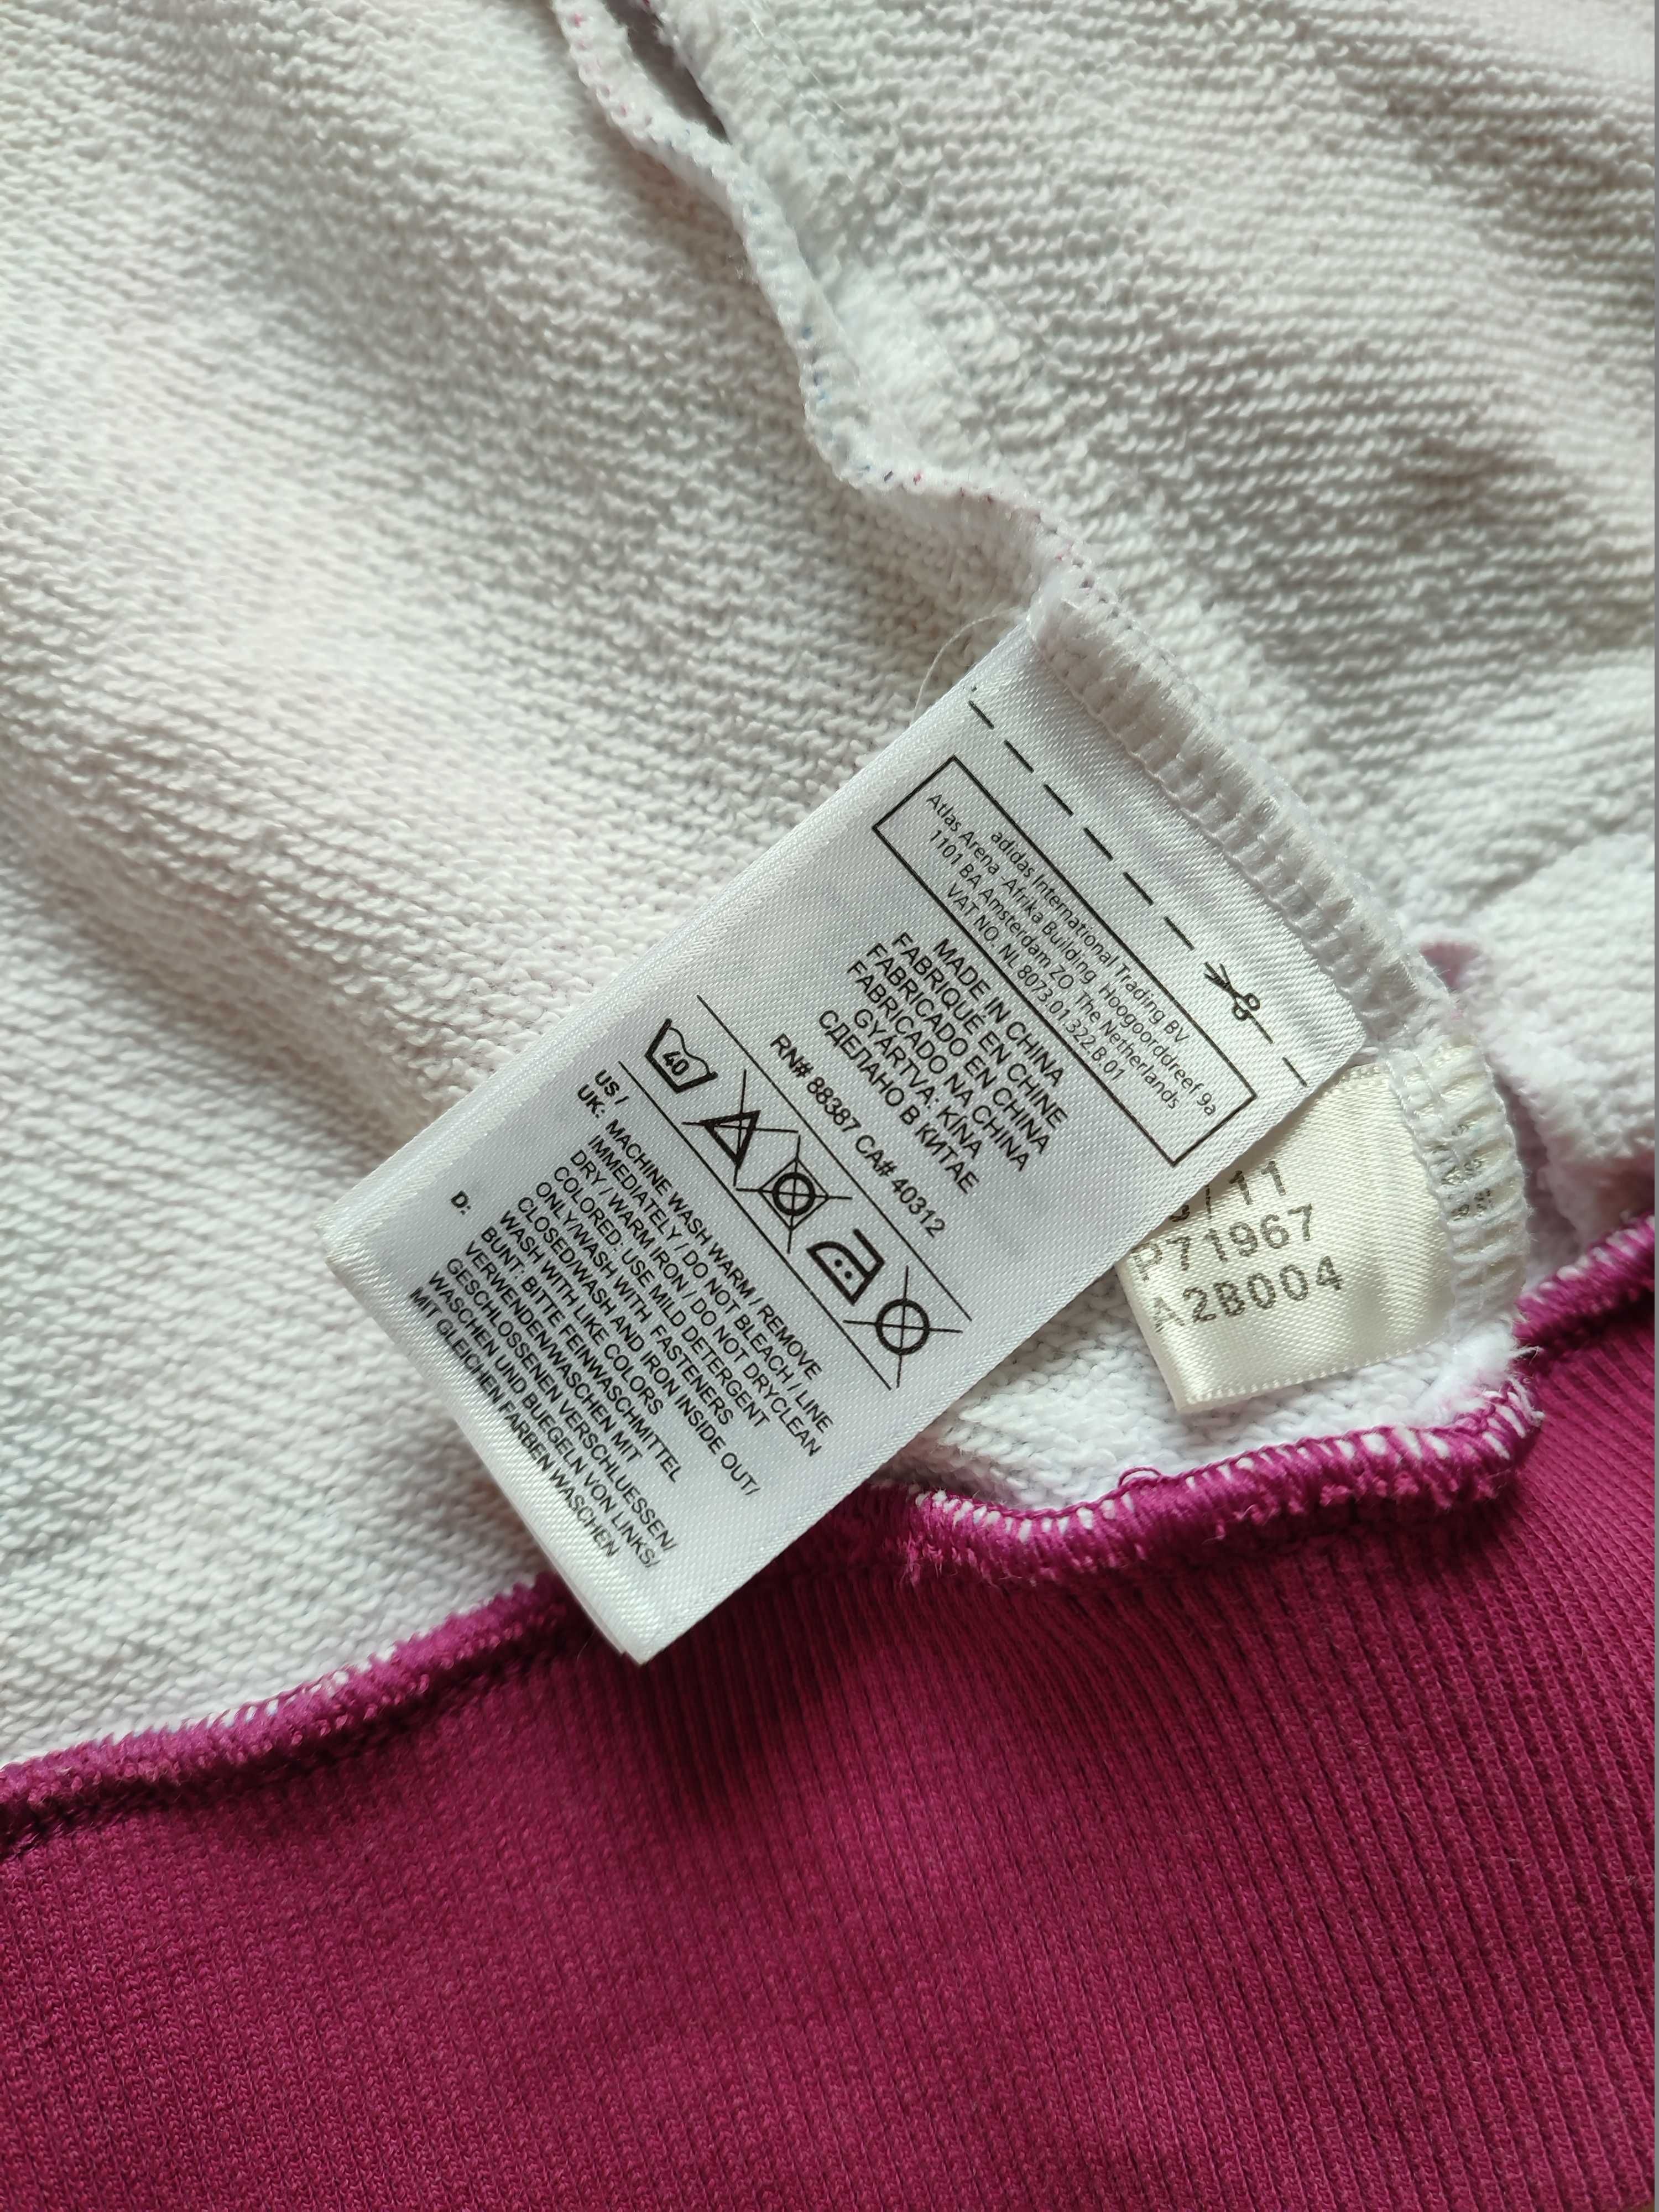 adidas International Trading BV
Atlas Arena -Afrika Building, Hoogoorddreef 9a
1101 BA Amsterdam ZO The Netherlands
VAT NO. NL 8073.01.322.B.01
MADE IN CHINA
FABRIQUÉ EN CHINE
FABRICADO EN CHINA
FABRICADO NA CHINA
GYÁRTVA: KÍNA
СДЕЛАНО В КИТАЕ
RN# 88387 CA# 40312
40
US /
UK: MACHINE WASH WARM / REMOVE
IMMEDIATELY / DO NOT BLEACH / LINE
DRY / WARM IRON / DO NOT DRYCLEAN
COLORED: USE MILD DETERGENT
ONLY/WASH WITH FASTENERS
CLOSED/WASH AND IRON INSIDE OUT/
WASH WITH LIKE COLORS
D: BUNT: BITTE FEINWASCHMITTEL
VERWENDEN/WASCHEN MIT
GESCHLOSSENEN VERSCHLUESSEN/
WASCHEN UND BUEGELN VON LINKS/
MIT GLEICHEN FARBEN WASCHEN
/11
P71967
A2B004